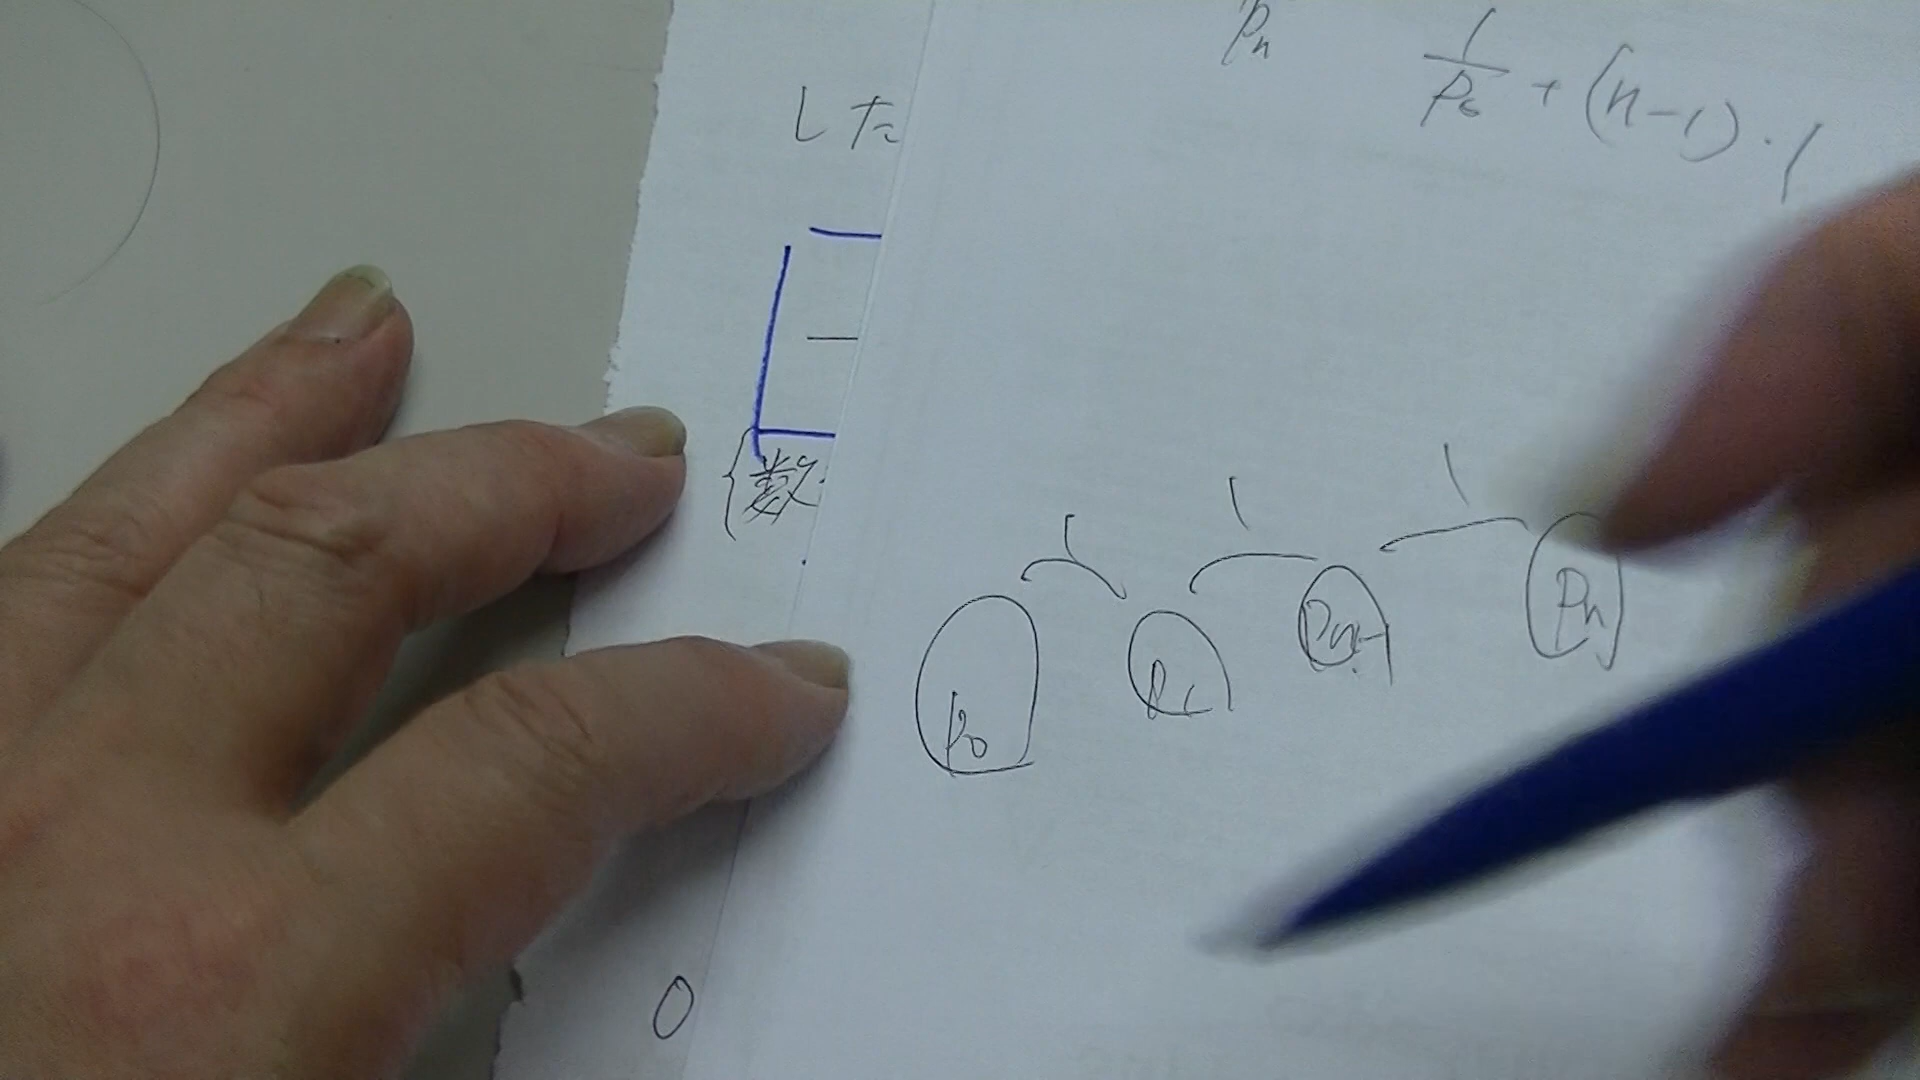 pₙ
1/p₀ + (n-1)・1
した
{数
1 1 1
p₀ p₁ pₙ₋₁ pₙ
0